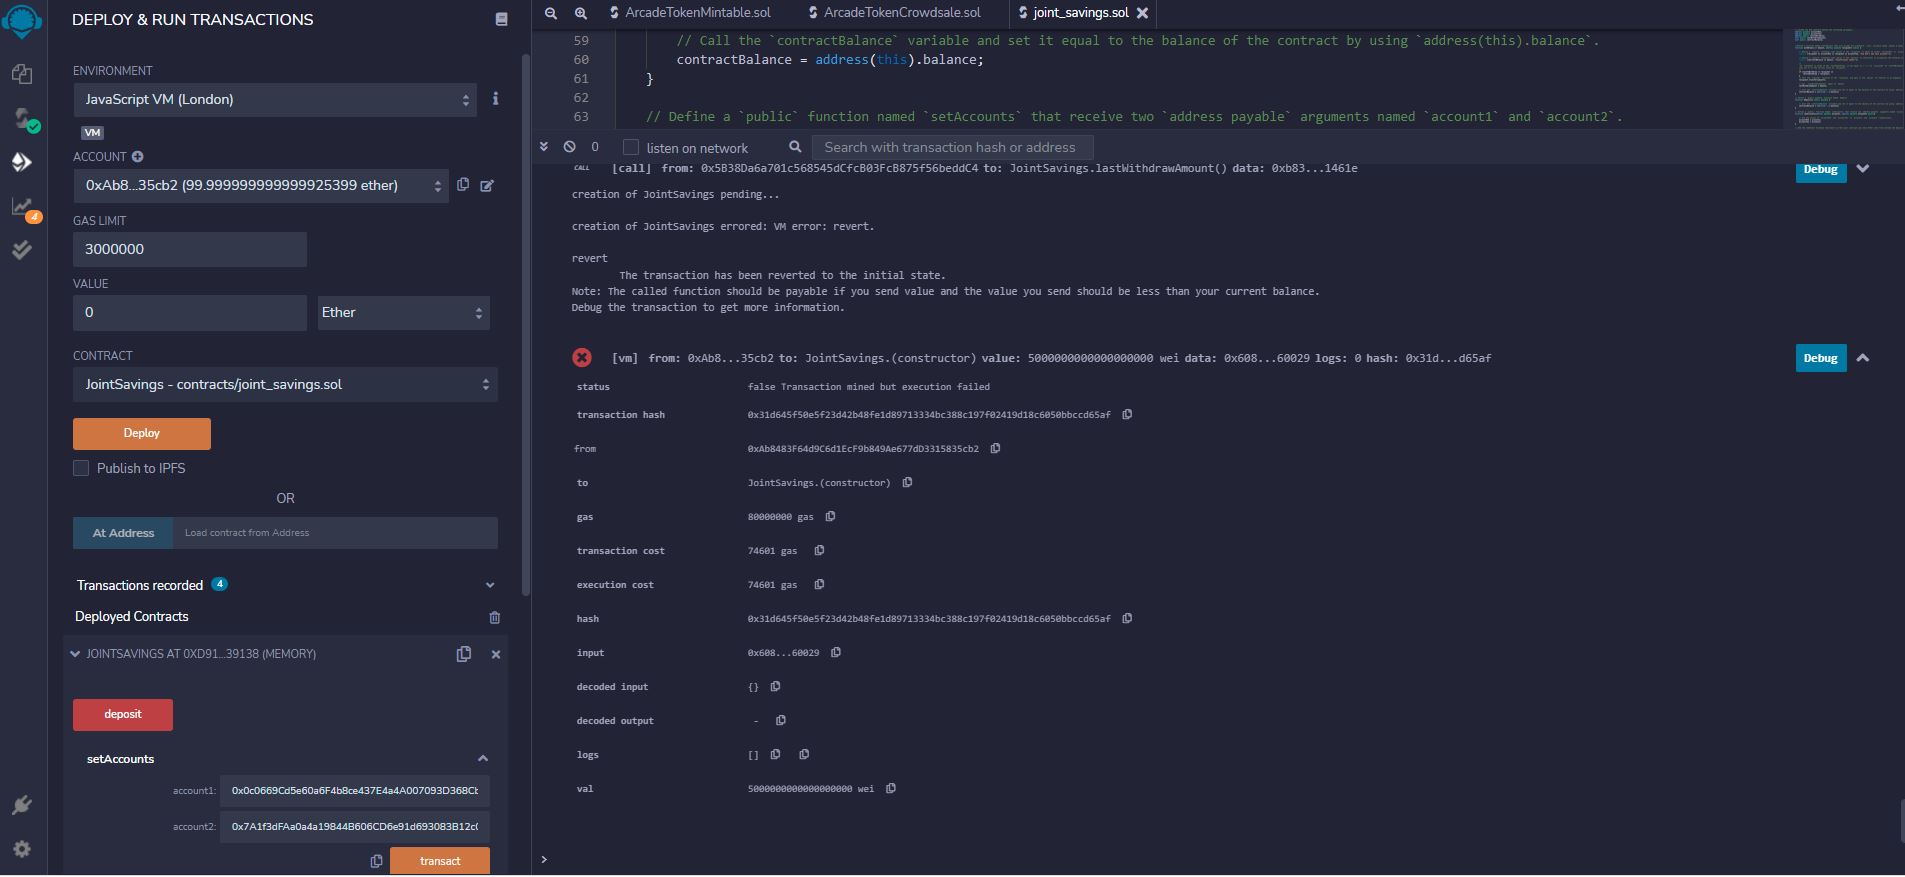 DEPLOY & RUN TRANSACTIONS
ENVIRONMENT
JavaScript VM (London)
VM
ACCOUNT
0xAb8...35cb2 (99.999999999999925399 ether)
GAS LIMIT
3000000
VALUE
0
Ether
CONTRACT
JointSavings - contracts/joint_savings.sol
Deploy
Publish to IPFS
OR
At Address
Load contract from Address
Transactions recorded 4
Deployed Contracts
JOINTSAVINGS AT 0XD91...39138 (MEMORY)
deposit
setAccounts
account1: 0x0c0669Cd5e60a6F4b8ce437E4a4A007093D368Cb
account2: 0x7A1f3dFAa0a4a19844B606CD6e91d693083B12c0
transact
4
ArcadeTokenMintable.sol
ArcadeTokenCrowdsale.sol
joint_savings.sol
59 // Call the `contractBalance` variable and set it equal to the balance of the contract by using `address(this).balance`.
60 contractBalance = address(this).balance;
61 }
62
63 // Define a `public` function named `setAccounts` that receive two `address payable` arguments named `account1` and `account2`.
0 listen on network Search with transaction hash or address
CALL [call] from: 0x5B38Da6a701c568545dCfcB03FcB875f56beddC4 to: JointSavings.lastWithdrawAmount() data: 0xb83...1461e Debug
creation of JointSavings pending...
creation of JointSavings errored: VM error: revert.
revert
The transaction has been reverted to the initial state.
Note: The called function should be payable if you send value and the value you send should be less than your current balance.
Debug the transaction to get more information.
[vm] from: 0xAb8...35cb2 to: JointSavings.(constructor) value: 5000000000000000000 wei data: 0x608...60029 logs: 0 hash: 0x31d...d65af Debug
status false Transaction mined but execution failed
transaction hash 0x31d645f50e5f23d42b48fe1d89713334bc388c197f02419d18c6050bbccd65af
from 0xAb8483F64d9C6d1EcF9b849Ae677dD3315835cb2
to JointSavings.(constructor)
gas 80000000 gas
transaction cost 74601 gas
execution cost 74601 gas
hash 0x31d645f50e5f23d42b48fe1d89713334bc388c197f02419d18c6050bbccd65af
input 0x608...60029
decoded input {}
decoded output -
logs []
val 5000000000000000000 wei
>